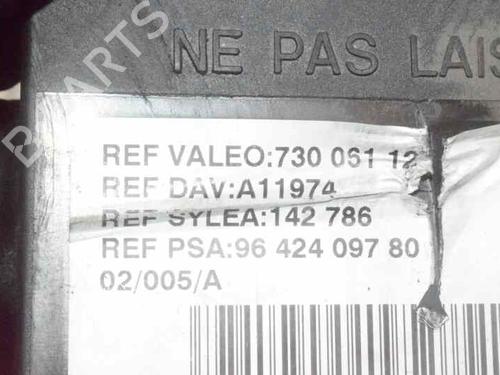 NE PAS LAIS
REF VALEO:730 061 12
REF DAV:A11974
REF SYLEA:142 786
REF PSA:96 424 097 80
02/005/A